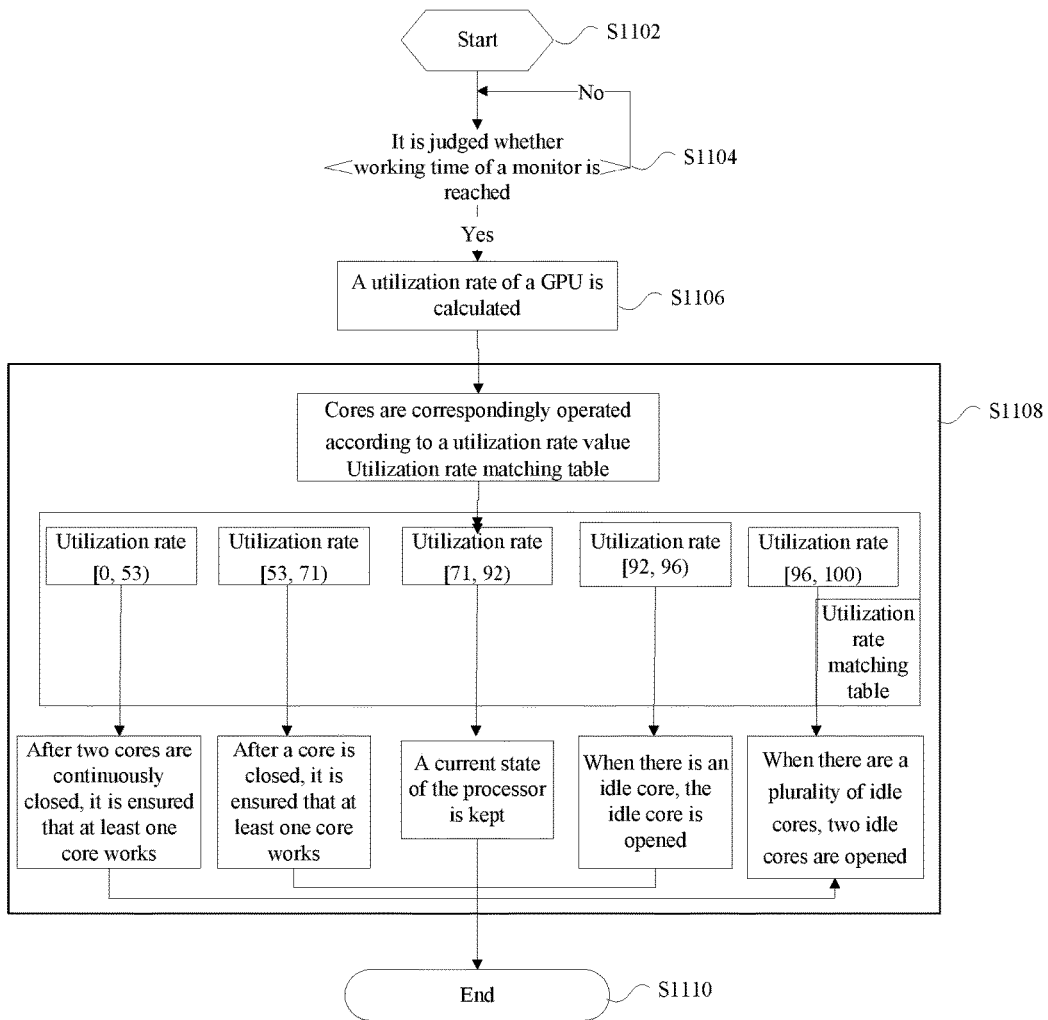 Start
S1102
No
It is judged whether
working time of a monitor is
reached
S1104
Yes
A utilization rate of a GPU is
calculated
S1106
Cores are correspondingly operated
according to a utilization rate value
Utilization rate matching table
S1108
Utilization rate
[0, 53)
Utilization rate
[53, 71)
Utilization rate
[71, 92)
Utilization rate
[92, 96)
Utilization rate
[96, 100)
Utilization
rate
matching
table
After two cores are
continuously
closed, it is ensured
that at least one
core works
After a core is
closed, it is
ensured that at
least one core
works
A current state
of the processor
is kept
When there is an
idle core, the
idle core is
opened
When there are a
plurality of idle
cores, two idle
cores are opened
End
S1110